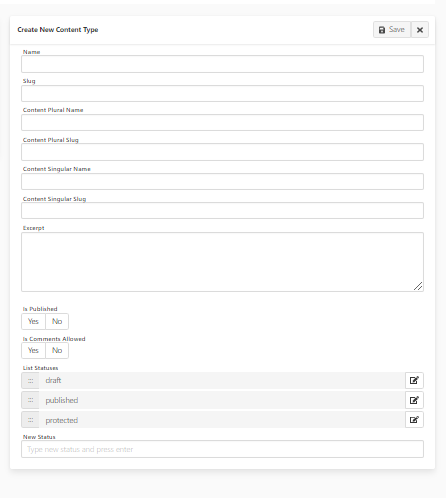 Create New Content Type
Save
Name
Slug
Content Plural Name
Content Plural Slug
Content Singular Name
Content Singular Slug
Excerpt
Is Published
Yes No
Is Comments Allowed
Yes No
List Statuses
draft
published
protected
New Status
Type new status and press enter